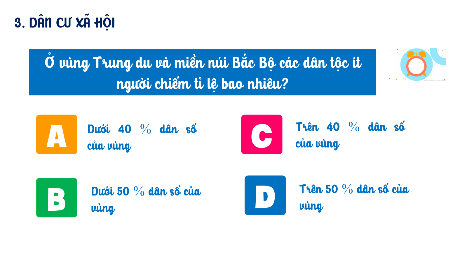 3. DÂN CƯ XÃ HỘI
Ở vùng Trung du và miền núi Bắc Bộ các dân tộc ít
người chiếm tỉ lệ bao nhiêu?
A
Dưới 40 % dân số
của vùng
C
Trên 40 % dân số
của vùng
B
Dưới 50 % dân số của
vùng
D
Trên 50 % dân số của
vùng